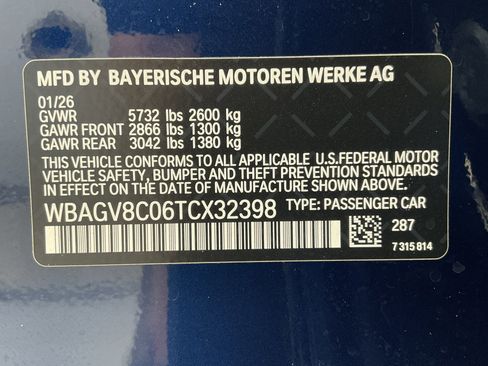 MFD BY BAYERISCHE MOTOREN WERKE AG
01/26
GVWR 5732 lbs 2600 kg
GAWR FRONT 2866 lbs 1300 kg
GAWR REAR 3042 lbs 1380 kg
THIS VEHICLE CONFORMS TO ALL APPLICABLE U.S.FEDERAL MOTOR
VEHICLE SAFETY, BUMPER AND THEFT PREVENTION STANDARDS
IN EFFECT ON THE DATE OF MANUFACTURE SHOWN ABOVE.
WBAGV8C06TCX32398 TYPE: PASSENGER CAR
287
7 315 814